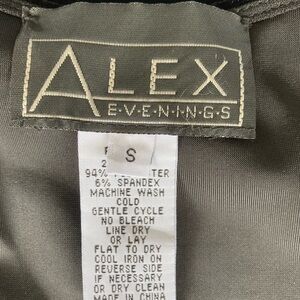 ALEX
E·V·E·N·I·N·G·S
S
94%
6% SPANDEX
MACHINE WASH
COLD
GENTLE CYCLE
NO BLEACH
LINE DRY
OR LAY
FLAT TO DRY
COOL IRON ON
REVERSE SIDE
IF NECESSARY
OR DRY CLEAN
MADE IN CHINA